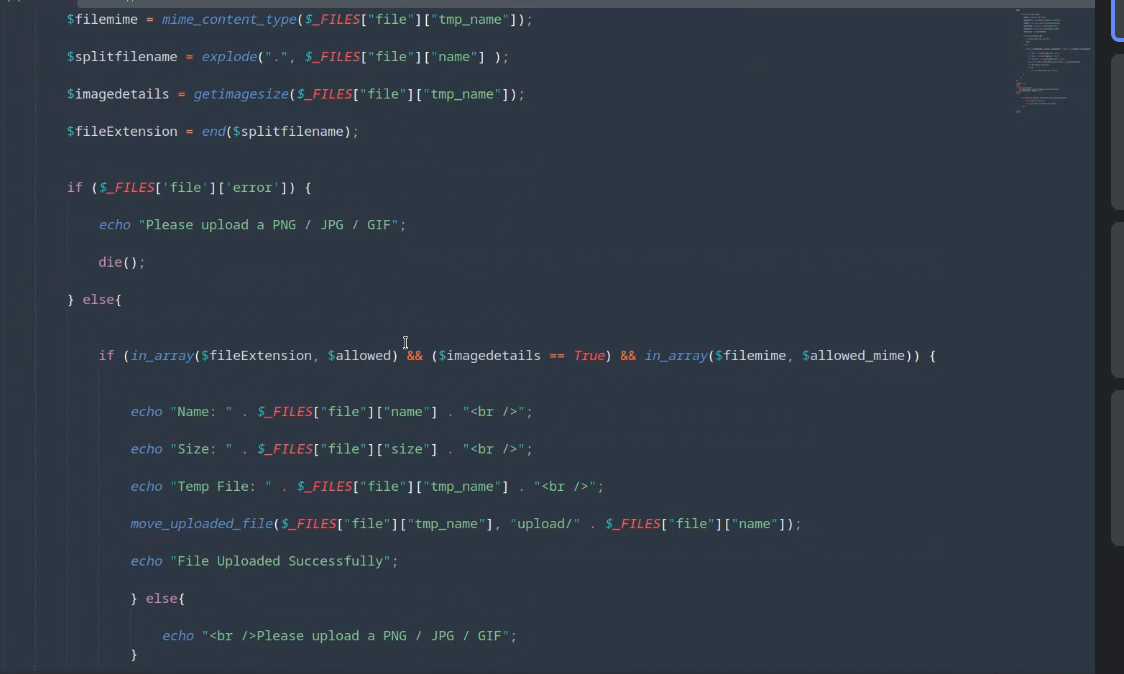 $filemime = mime_content_type($_FILES["file"]["tmp_name"]);
$splitfilename = explode(".", $_FILES["file"]["name"] );
$imagedetails = getimagesize($_FILES["file"]["tmp_name"]);
$fileExtension = end($splitfilename);
if ($_FILES['file']['error']) {
echo "Please upload a PNG / JPG / GIF";
die();
} else{
if (in_array($fileExtension, $allowed) && ($imagedetails == True) && in_array($filemime, $allowed_mime)) {
echo "Name: " . $_FILES["file"]["name"] . "<br />";
echo "Size: " . $_FILES["file"]["size"] . "<br />";
echo "Temp File: " . $_FILES["file"]["tmp_name"] . "<br />";
move_uploaded_file($_FILES["file"]["tmp_name"], "upload/" . $_FILES["file"]["name"]);
echo "File Uploaded Successfully";
} else{
echo "<br />Please upload a PNG / JPG / GIF";
}